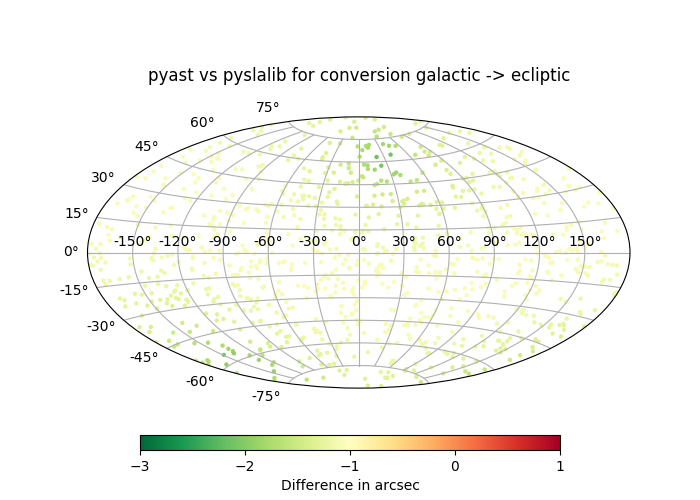 pyast vs pyslalib for conversion galactic -> ecliptic
75°
60°
45°
30°
15°
0°
-15°
-30°
-45°
-60°
-75°
-150° -120° -90° -60° -30° 0° 30° 60° 90° 120° 150°
−3 −2 −1 0 1
Difference in arcsec